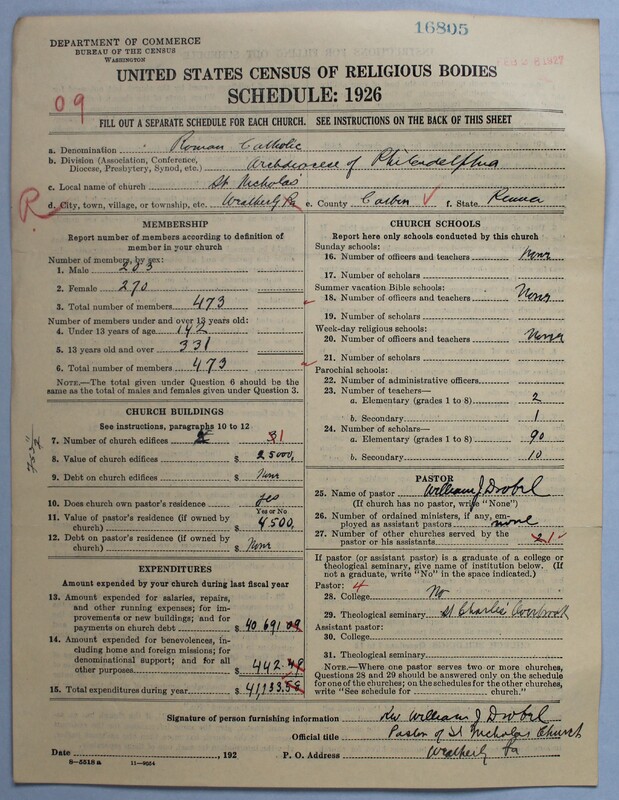 16805
DEPARTMENT OF COMMERCE
BUREAU OF THE CENSUS
WASHINGTON
UNITED STATES CENSUS OF RELIGIOUS BODIES
SCHEDULE: 1926
09
FILL OUT A SEPARATE SCHEDULE FOR EACH CHURCH. SEE INSTRUCTIONS ON THE BACK OF THIS SHEET
a. Denomination Roman Catholic
b. Division (Association, Conference, Diocese, Presbytery, Synod, etc.) Archdiocese of Philadelphia
c. Local name of church St Nicholas
R
d. City, town, village, or township, etc. Weatherly Pa e. County Carbon f. State Penna
MEMBERSHIP
Report number of members according to definition of member in your church
Number of members by sex:
1. Male 203
2. Female 270
3. Total number of members 473
Number of members under and over 13 years old:
4. Under 13 years of age 142
5. 13 years old and over 331
6. Total number of members 473
NOTE.—The total given under Question 6 should be the same as the total of males and females given under Question 3.
CHURCH BUILDINGS
See instructions, paragraphs 10 to 12
7. Number of church edifices 1
8. Value of church edifices $ 25000,
9. Debt on church edifices $ None
10. Does church own pastor's residence? yes
Yes or No
11. Value of pastor's residence (if owned by church) $ 4500,
12. Debt on pastor's residence (if owned by church) $ None
EXPENDITURES
Amount expended by your church during last fiscal year
13. Amount expended for salaries, repairs, and other running expenses; for improvements or new buildings; and for payments on church debt $ 40 691 09
14. Amount expended for benevolences, including home and foreign missions; for denominational support; and for all other purposes $ 442.49
15. Total expenditures during year $ 41,133.58
CHURCH SCHOOLS
Report here only schools conducted by this church
Sunday schools:
16. Number of officers and teachers None
17. Number of scholars
Summer vacation Bible schools:
18. Number of officers and teachers None
19. Number of scholars
Week-day religious schools:
20. Number of officers and teachers None
21. Number of scholars
Parochial schools:
22. Number of administrative officers
23. Number of teachers—
a. Elementary (grades 1 to 8) 2
b. Secondary 1
24. Number of scholars—
a. Elementary (grades 1 to 8) 90
b. Secondary 10
PASTOR
25. Name of pastor William J Drobel
(If church has no pastor, write "None")
26. Number of ordained ministers, if any, employed as assistant pastors none
27. Number of other churches served by the pastor or his assistants 1
If pastor (or assistant pastor) is a graduate of a college or theological seminary, give name of institution below. (If not a graduate, write "No" in the space indicated.)
Pastor: 4
28. College No
29. Theological seminary St Charles Overbrook
Assistant pastor:
30. College
31. Theological seminary
NOTE.—Where one pastor serves two or more churches, Questions 28 and 29 should be answered only on the schedule for one of the churches; on the schedules for the other churches, write "See schedule for church."
Signature of person furnishing information Rev William J Drobel
Official title Pastor of St Nicholas Church
Date , 192 P. O. Address Weatherly Pa
8—5518a 11—9554